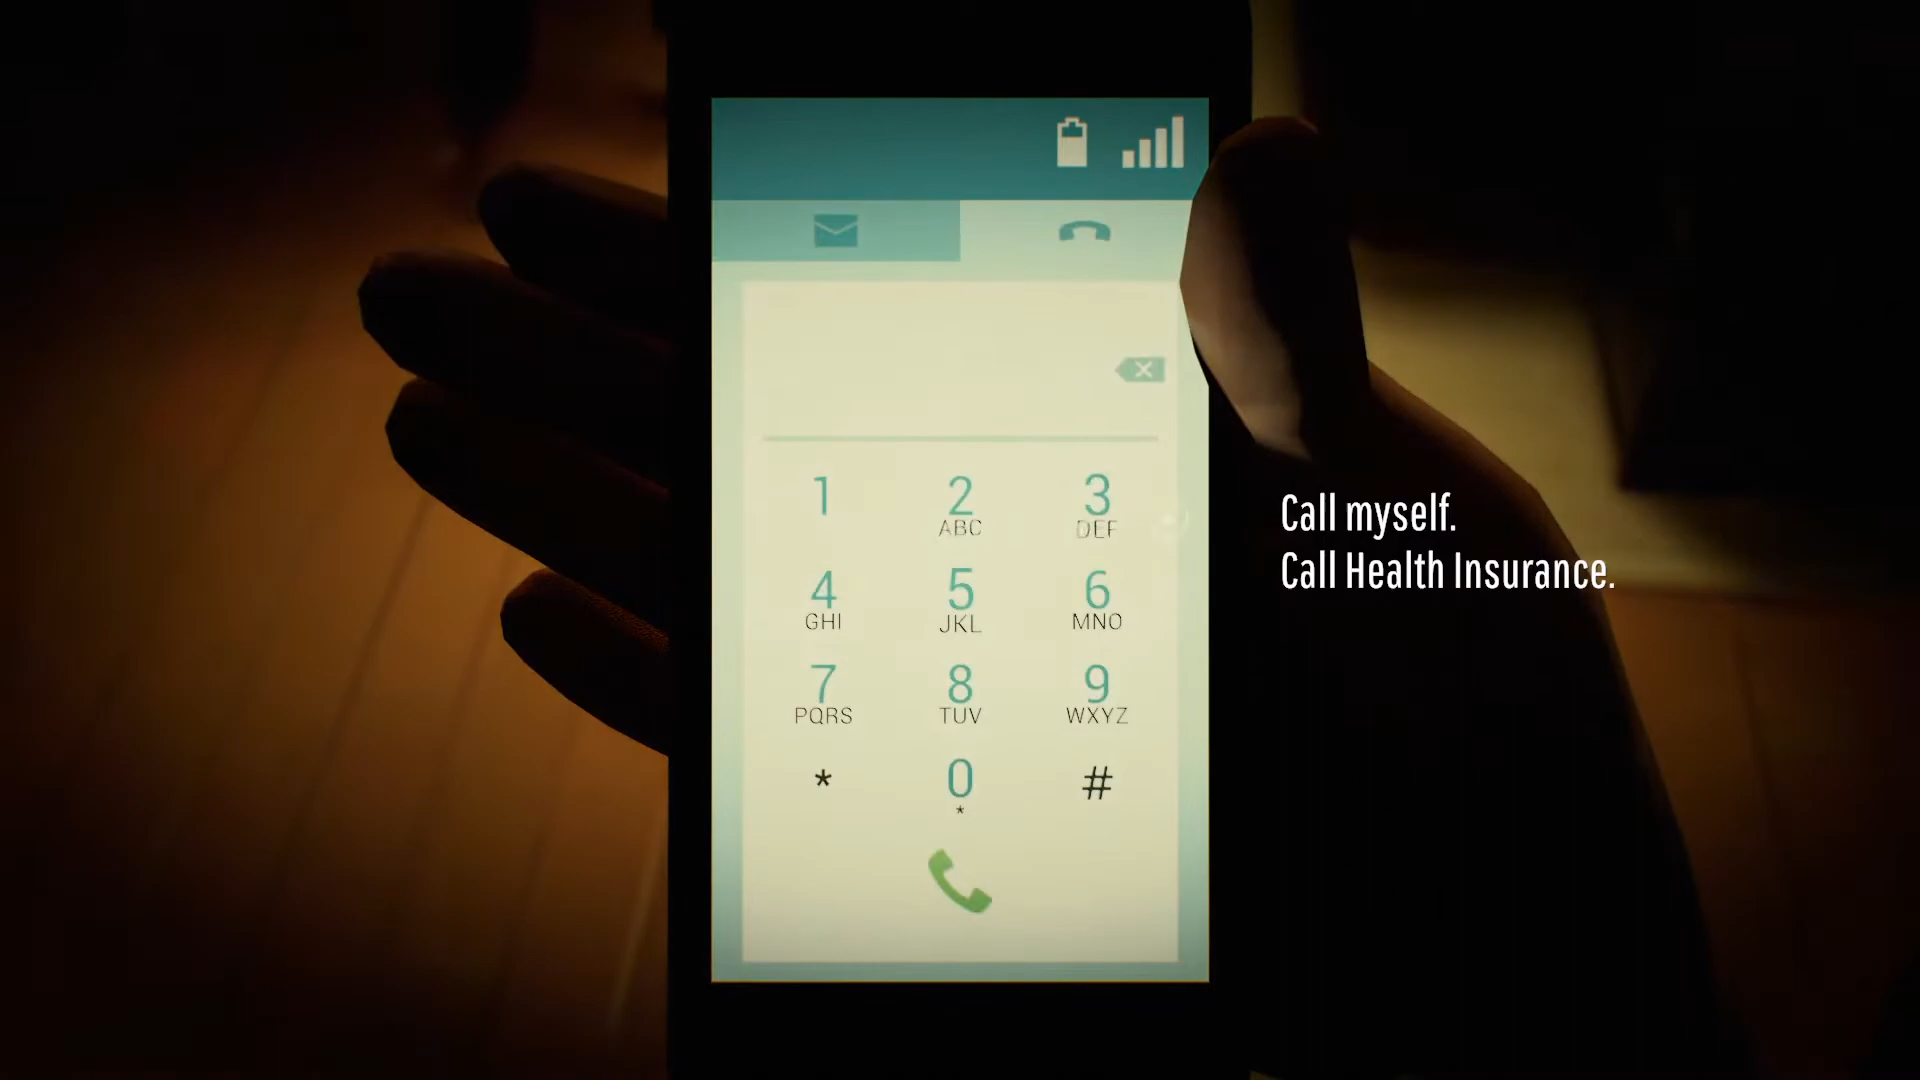 1 2 3
ABC DEF
4 5 6
GHI JKL MNO
7 8 9
PQRS TUV WXYZ
* 0 #
*
Call myself.
Call Health Insurance.